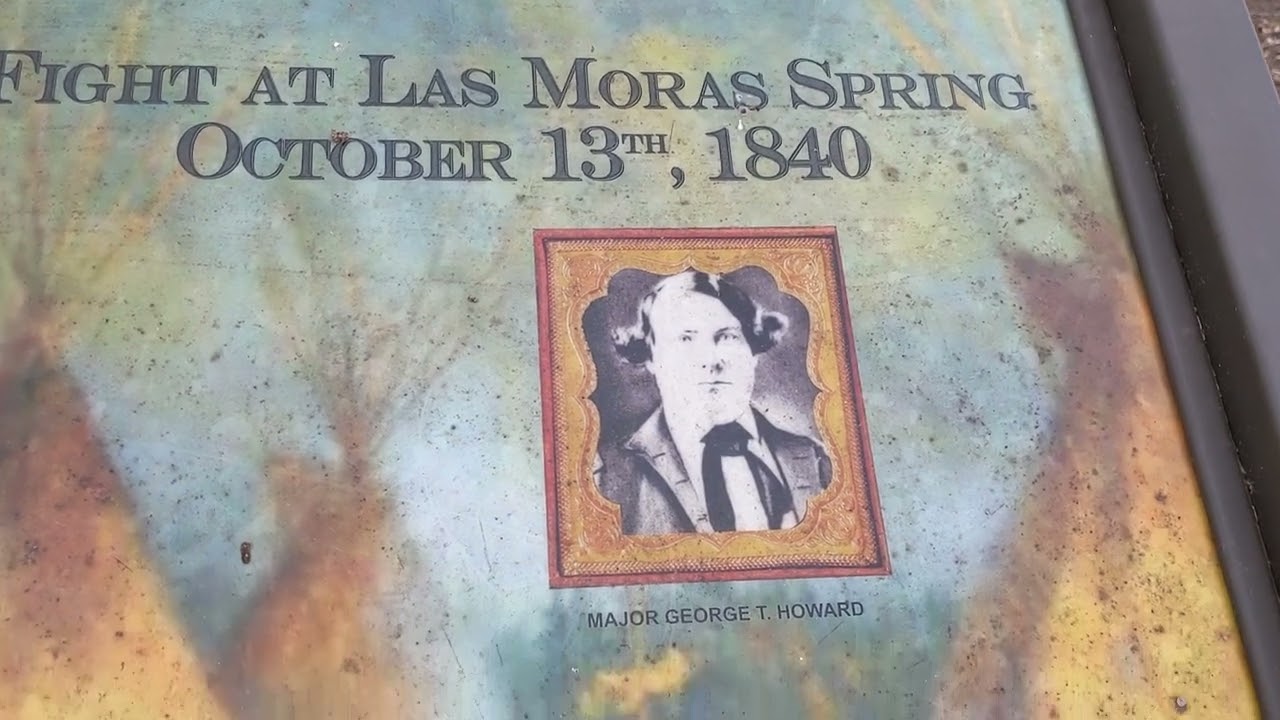 FIGHT AT LAS MORAS SPRING
OCTOBER 13TH, 1840
MAJOR GEORGE T. HOWARD